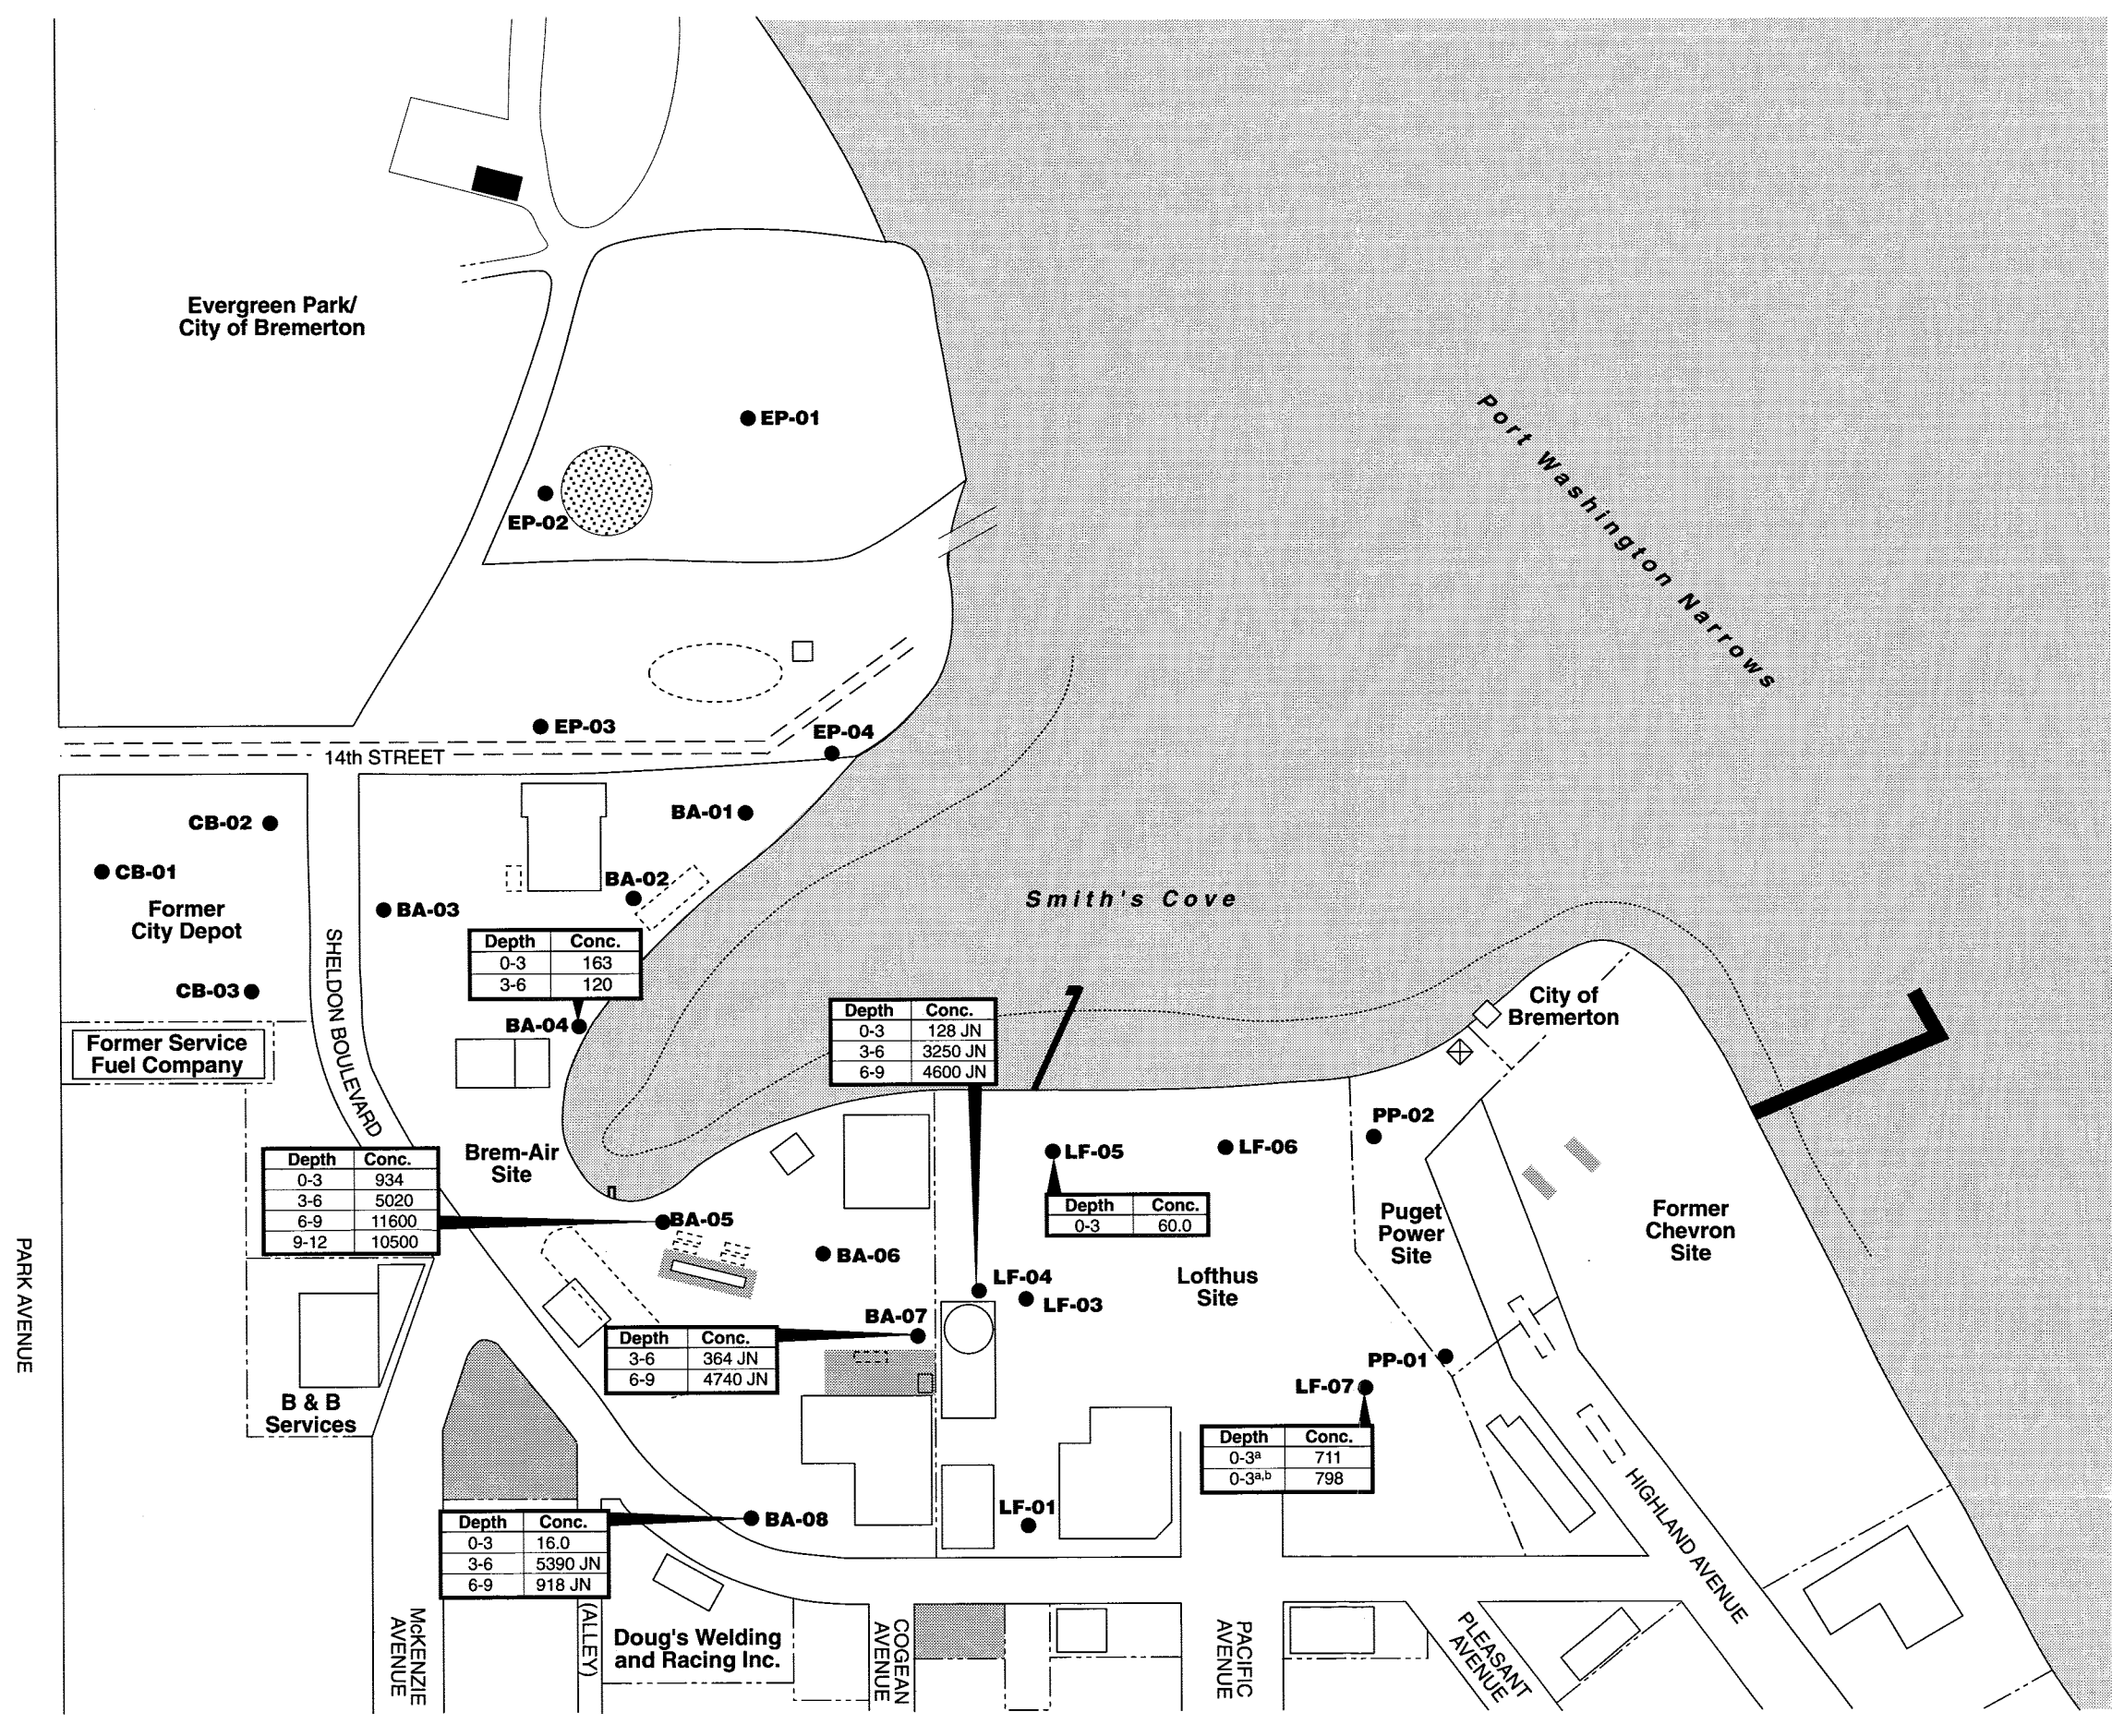 Evergreen Park/
City of Bremerton
EP-01
EP-02
Port Washington Narrows
EP-03
EP-04
14th STREET
BA-01
CB-02
CB-01
BA-02
BA-03
Former
City Depot
Smith's Cove
SHELDON BOULEVARD
Depth Conc.
0-3 163
3-6 120
CB-03
BA-04
City of
Bremerton
Former Service
Fuel Company
Depth Conc.
0-3 128 JN
3-6 3250 JN
6-9 4600 JN
PP-02
LF-05
LF-06
Brem-Air
Site
Depth Conc.
0-3 934
3-6 5020
6-9 11600
9-12 10500
Depth Conc.
0-3 60.0
BA-05
BA-06
Puget
Power
Site
Former
Chevron
Site
PARK AVENUE
LF-04
LF-03
Lofthus
Site
BA-07
Depth Conc.
3-6 364 JN
6-9 4740 JN
PP-01
LF-07
B & B
Services
Depth Conc.
0-3a 711
0-3a,b 798
LF-01
BA-08
Depth Conc.
0-3 16.0
3-6 5390 JN
6-9 918 JN
HIGHLAND AVENUE
McKENZIE
AVENUE
(ALLEY)
Doug's Welding
and Racing Inc.
COGEAN
AVENUE
PACIFIC
AVENUE
PLEASANT
AVENUE